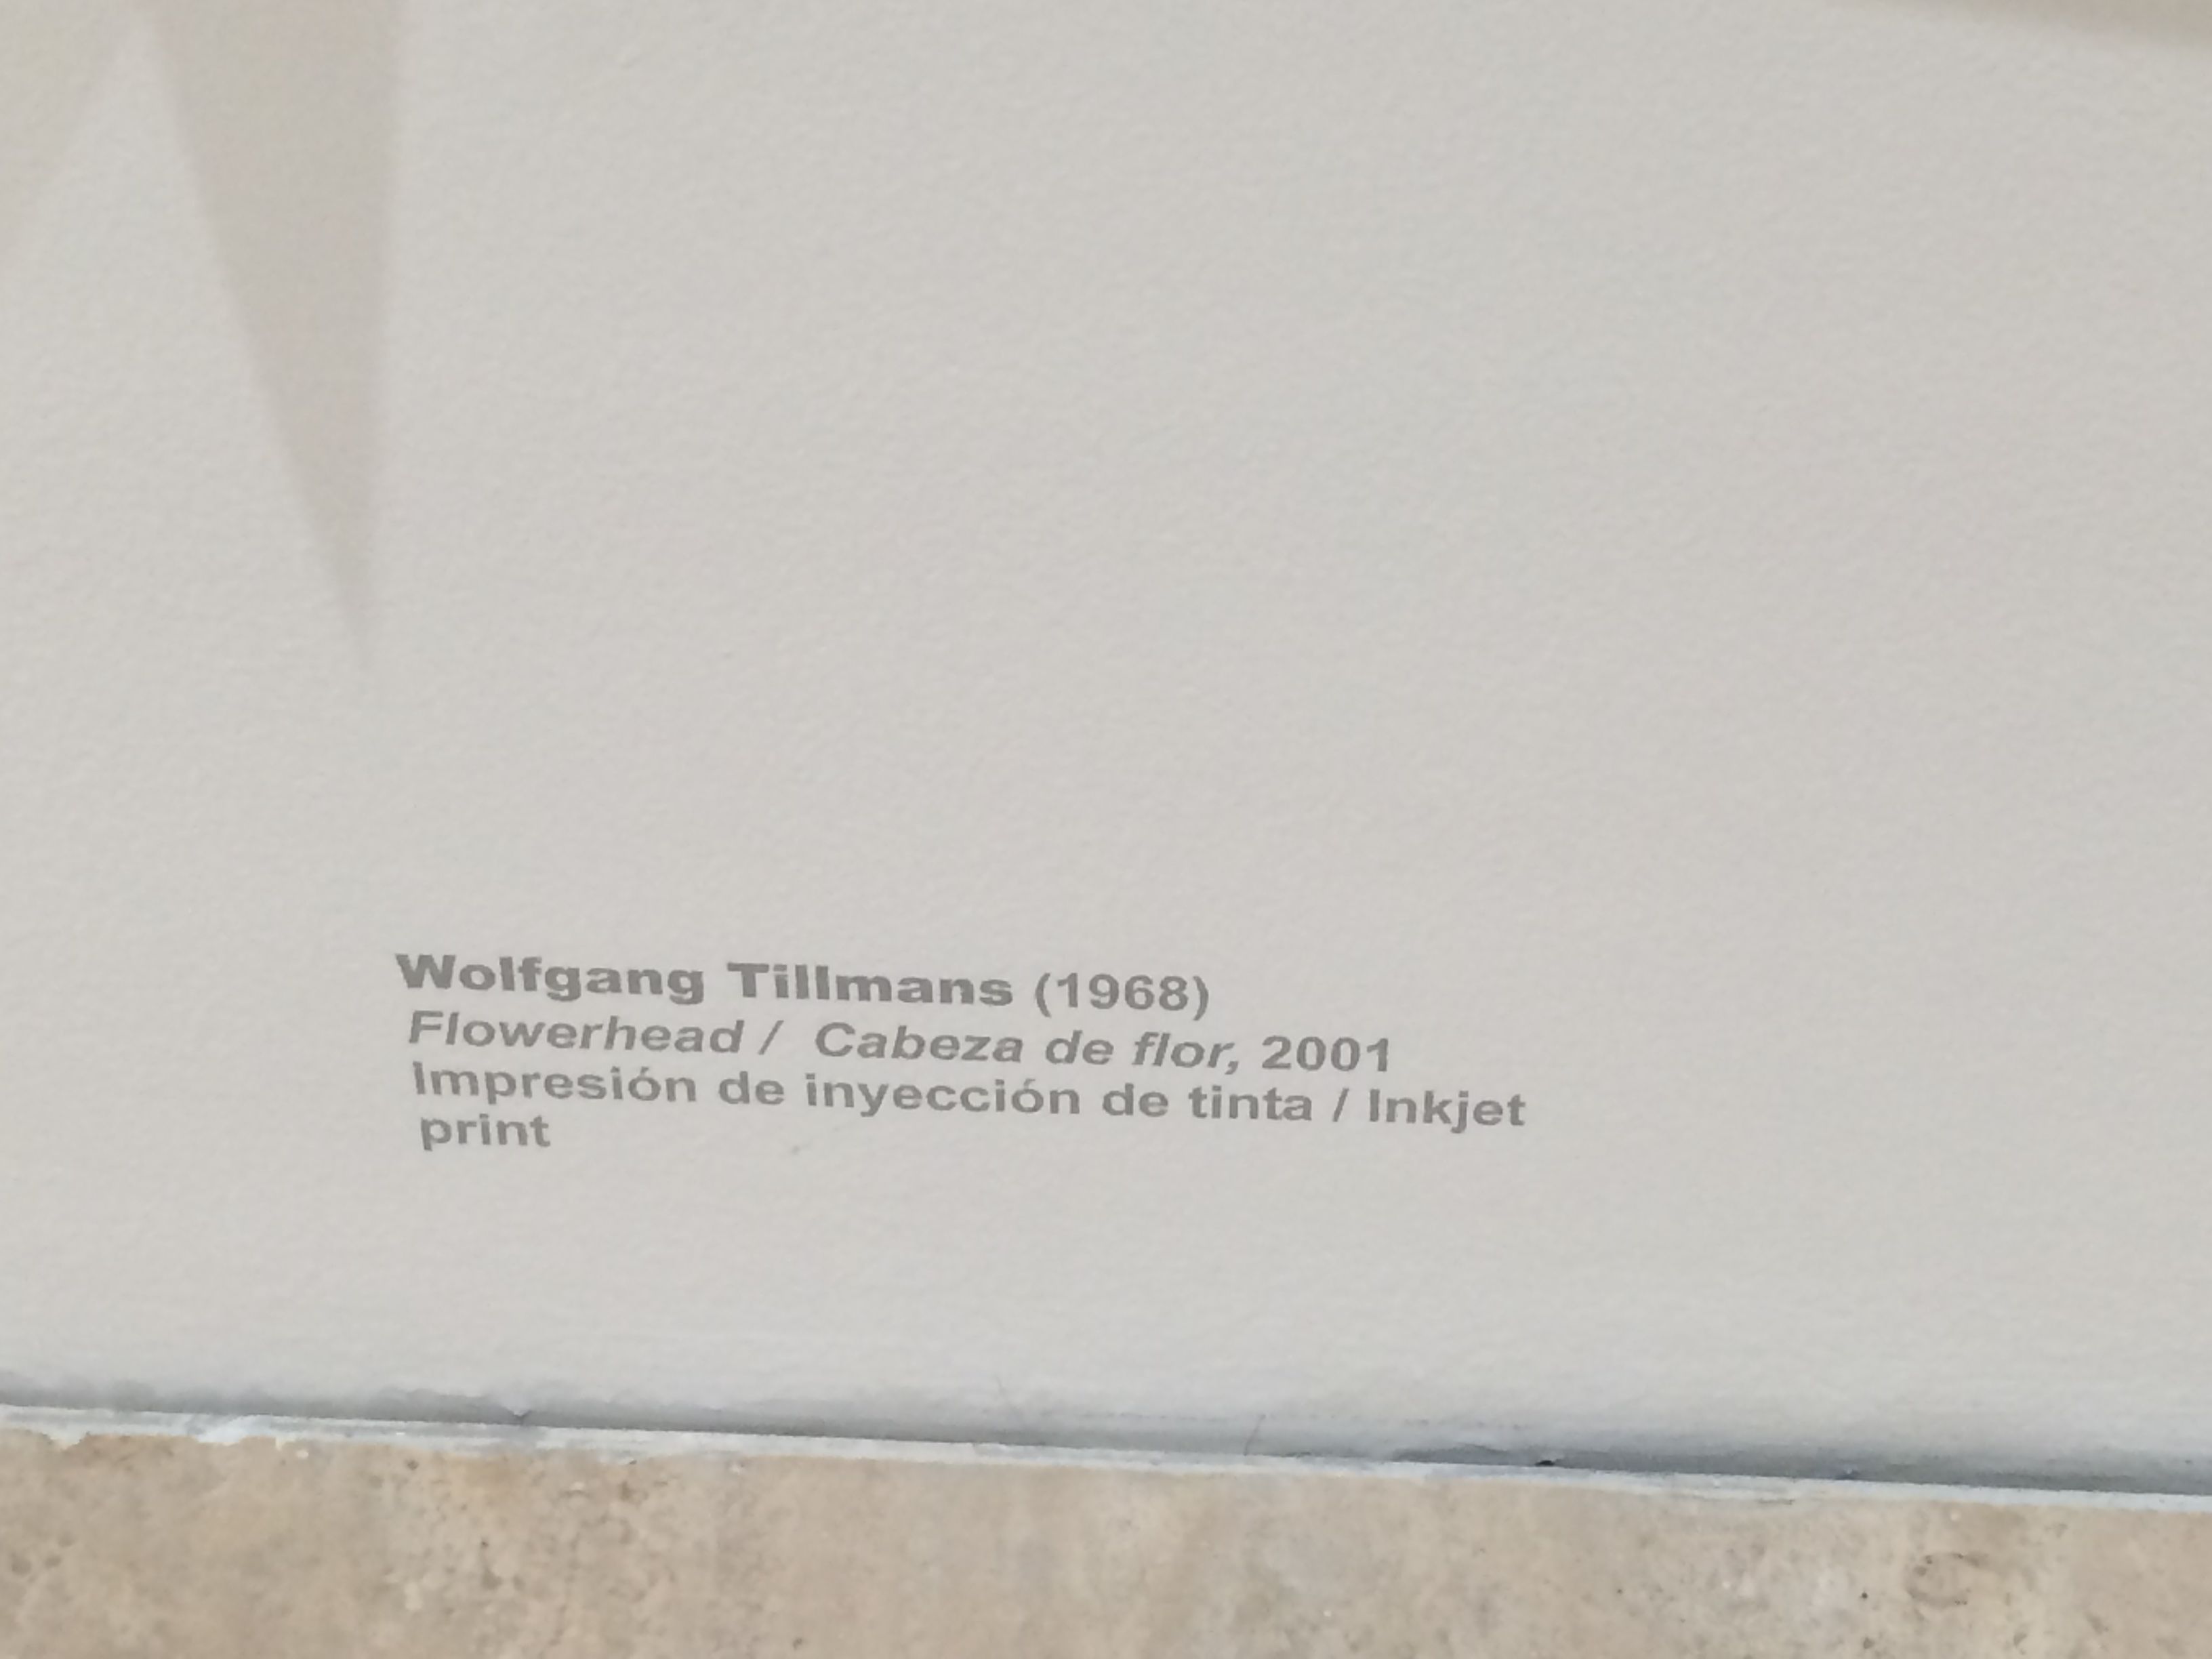 Wolfgang Tillmans (1968)
Flowerhead / Cabeza de flor, 2001
Impresión de inyección de tinta / Inkjet
print